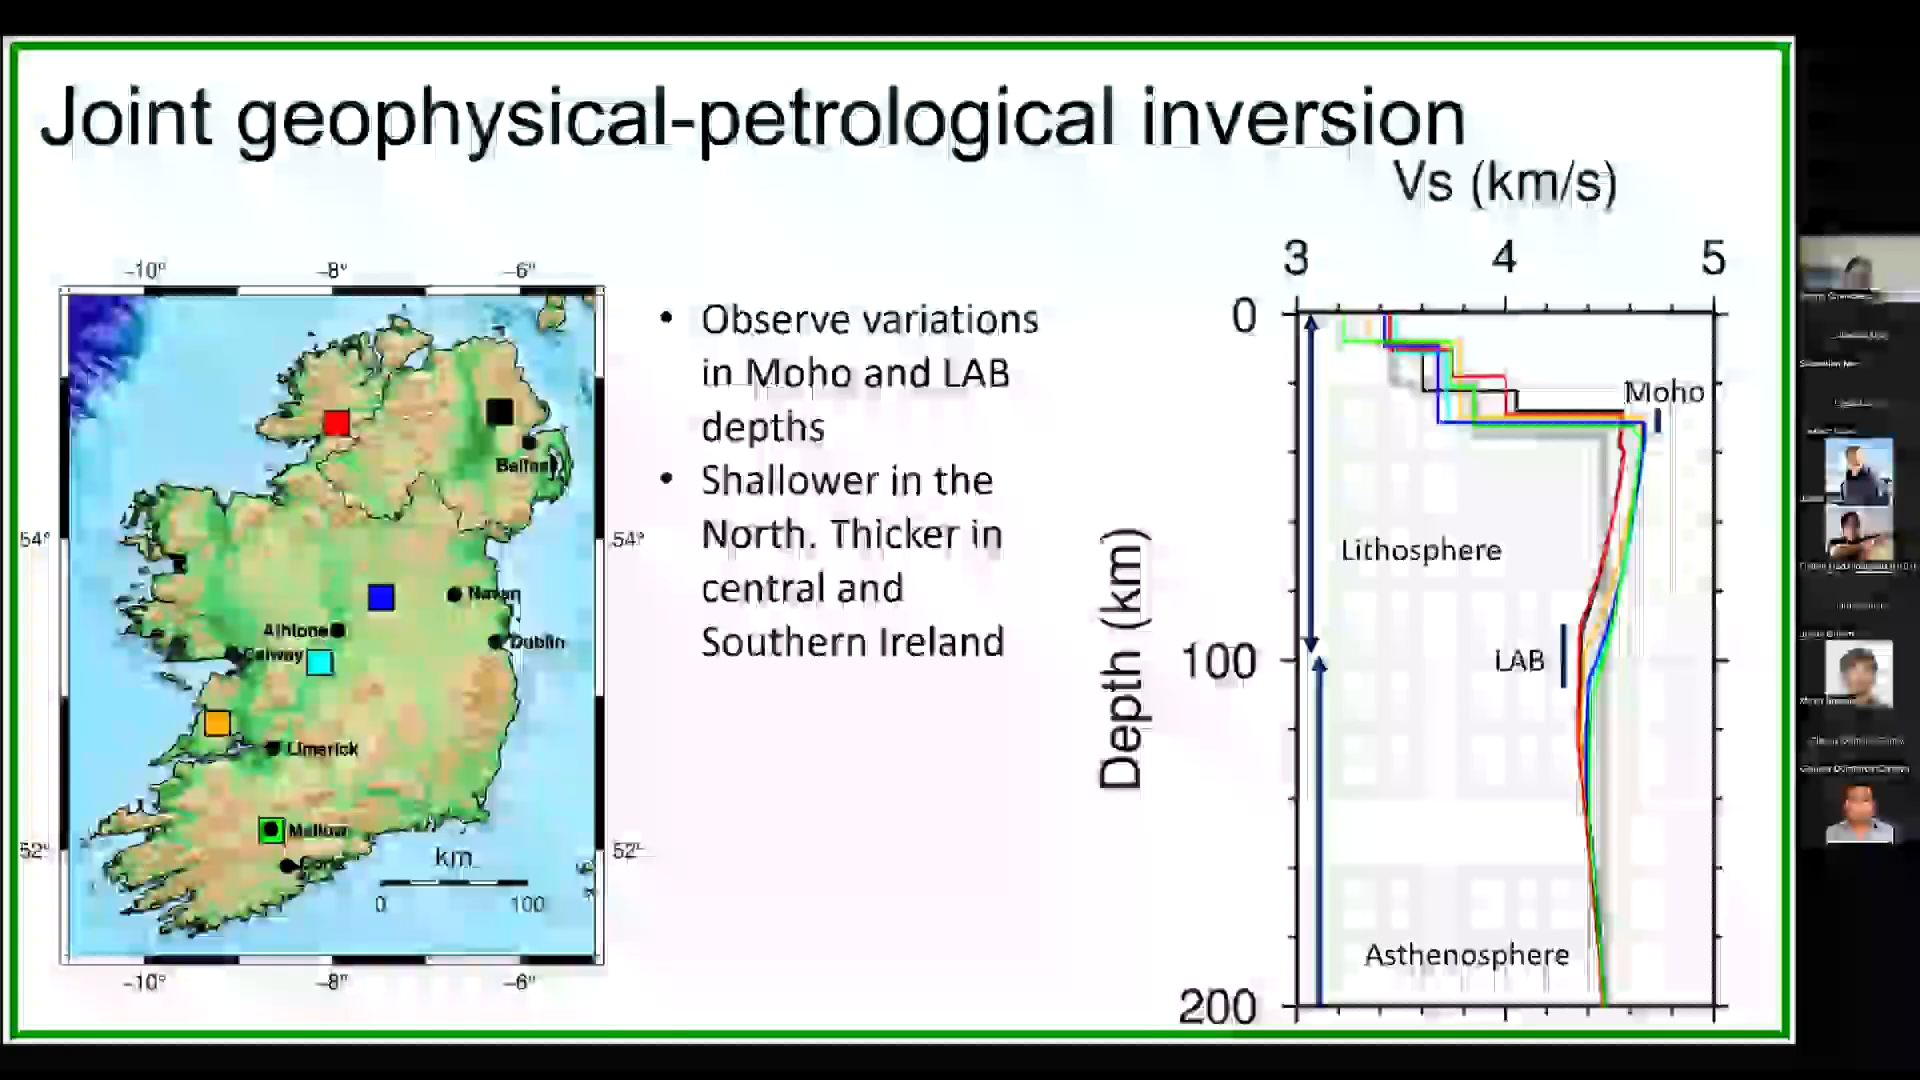 Joint geophysical-petrological inversion
Vs (km/s)
3 4 5
-10° -8° -6°
Belfast
54° 54°
Navan
Athlone
Dublin
Galway
Limerick
Mallow
Cork
52° 52°
km
0 100
-10° -8° -6°
• Observe variations
in Moho and LAB
depths
• Shallower in the
North. Thicker in
central and
Southern Ireland
Depth (km)
0
100
200
Moho
Lithosphere
LAB
Asthenosphere